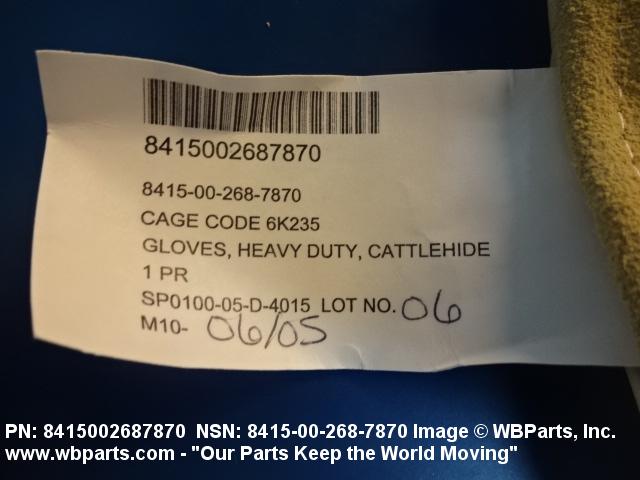 8415002687870
8415-00-268-7870
CAGE CODE 6K235
GLOVES, HEAVY DUTY, CATTLEHIDE
1 PR
SP0100-05-D-4015 LOT NO. 06
M10- 06/05
PN: 8415002687870 NSN: 8415-00-268-7870 Image © WBParts, Inc.
www.wbparts.com - "Our Parts Keep the World Moving"